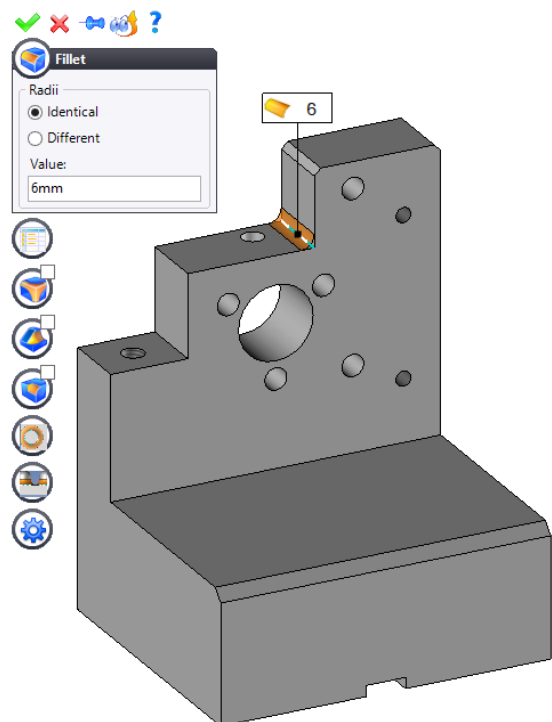 ?
Fillet
Radii
Identical
Different
Value:
6mm
6